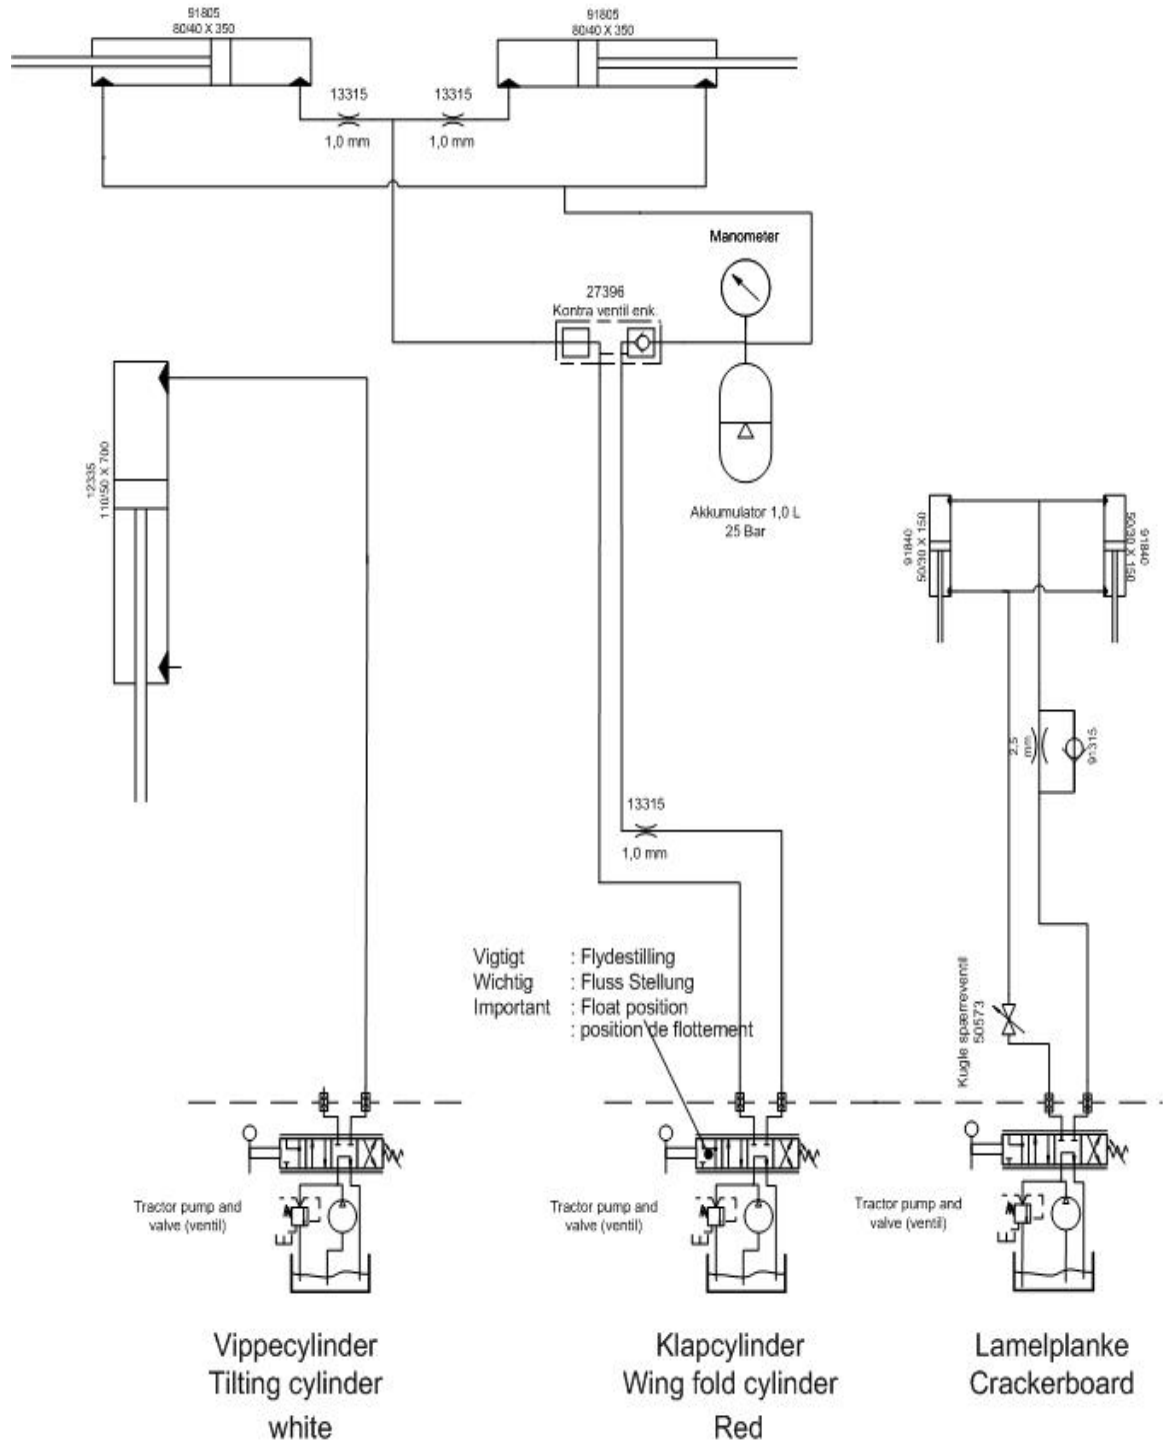 91805
80/40 X 350
91805
80/40 X 350
13315
1,0 mm
13315
1,0 mm
Manometer
27396
Kontra ventil enk.
12335
110/50 X 700
Akkumulator 1,0 L
25 Bar
91840
50/30 X 150
91840
50/30 X 150
2,5
mm
91315
13315
1,0 mm
Vigtigt : Flydestilling
Wichtig : Fluss Stellung
Important : Float position
: position de flottement
Kugle spærreventil
50573
Tractor pump and
valve (ventil)
Tractor pump and
valve (ventil)
Tractor pump and
valve (ventil)
Vippecylinder
Tilting cylinder
white
Klapcylinder
Wing fold cylinder
Red
Lamelplanke
Crackerboard